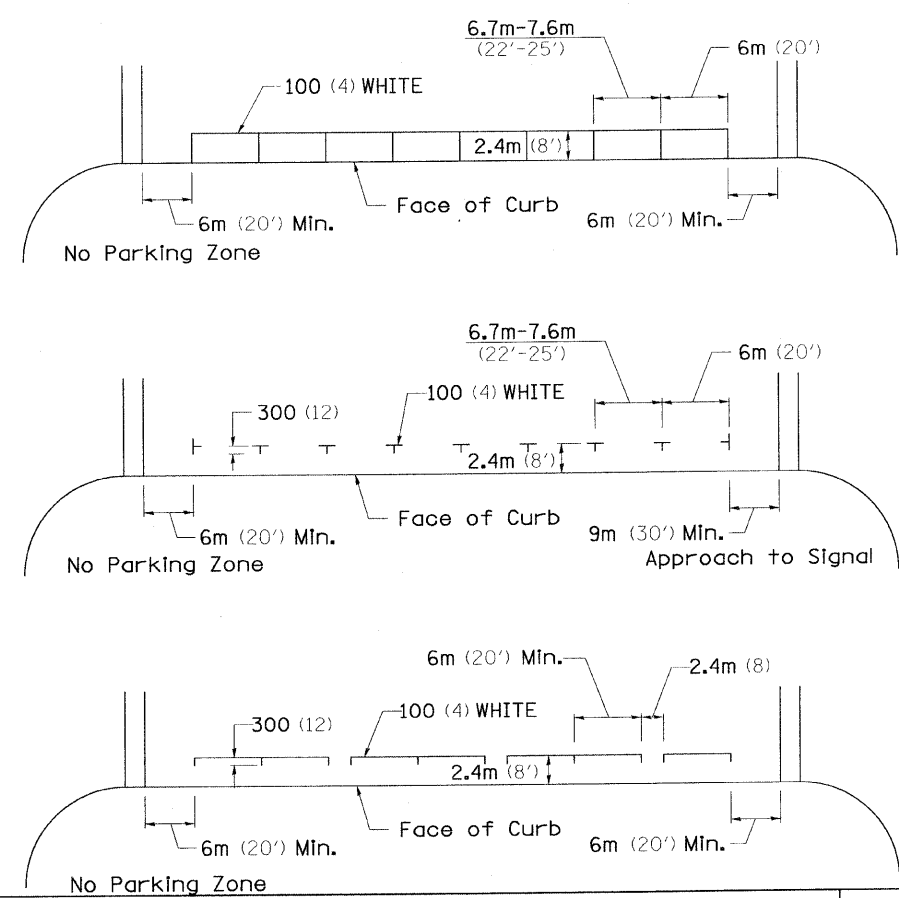 6.7m-7.6m
(22'-25')
6m (20')
100 (4) WHITE
2.4m (8')
Face of Curb
6m (20') Min.
6m (20') Min.
No Parking Zone
6.7m-7.6m
(22'-25')
6m (20')
100 (4) WHITE
300 (12)
2.4m (8')
Face of Curb
6m (20') Min.
9m (30') Min.
No Parking Zone
Approach to Signal
6m (20') Min.
2.4m (8)
100 (4) WHITE
300 (12)
2.4m (8')
Face of Curb
6m (20') Min.
6m (20') Min.
No Parking Zone